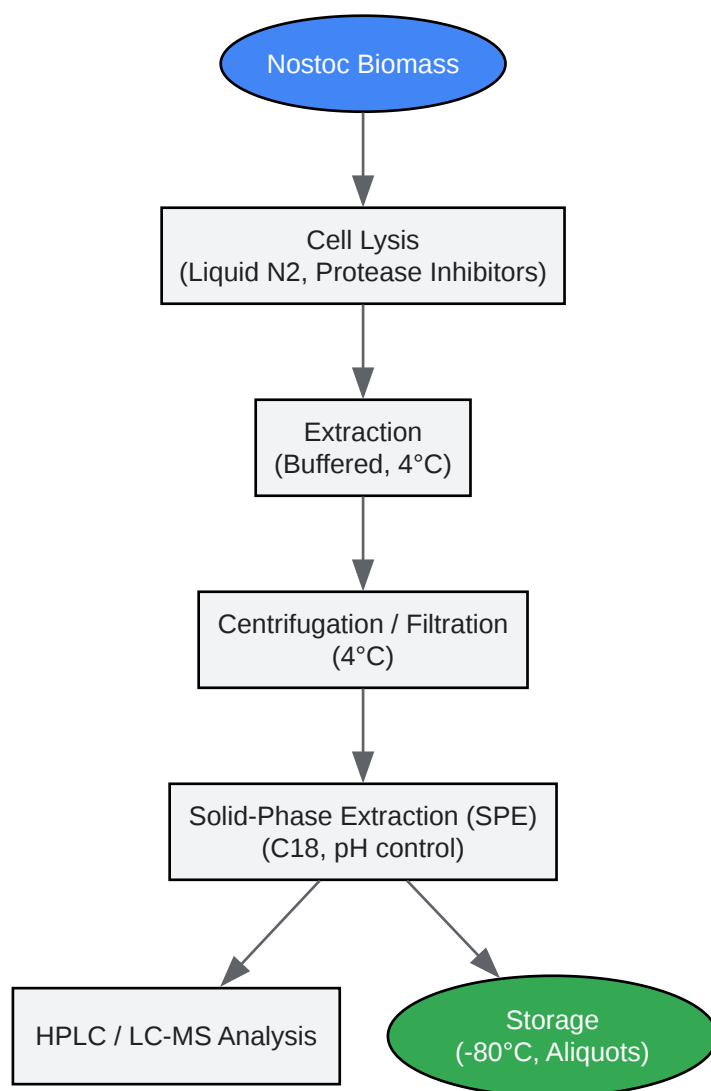 Nostoc Biomass
Cell Lysis
(Liquid N2, Protease Inhibitors)
Extraction
(Buffered, 4°C)
Centrifugation / Filtration
(4°C)
Solid-Phase Extraction (SPE)
(C18, pH control)
HPLC / LC-MS Analysis
Storage
(-80°C, Aliquots)